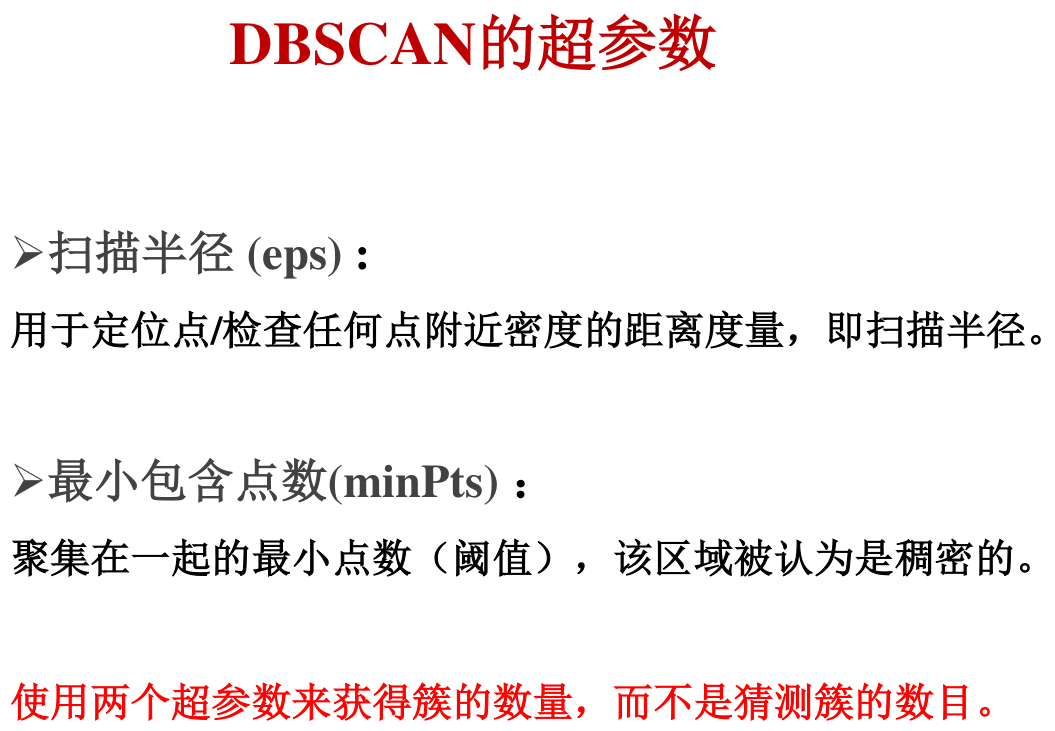 DBSCAN的超参数
➢扫描半径 (eps) :
用于定位点/检查任何点附近密度的距离度量，即扫描半径。
➢最小包含点数(minPts) ：
聚集在一起的最小点数（阈值），该区域被认为是稠密的。
使用两个超参数来获得簇的数量，而不是猜测簇的数目。